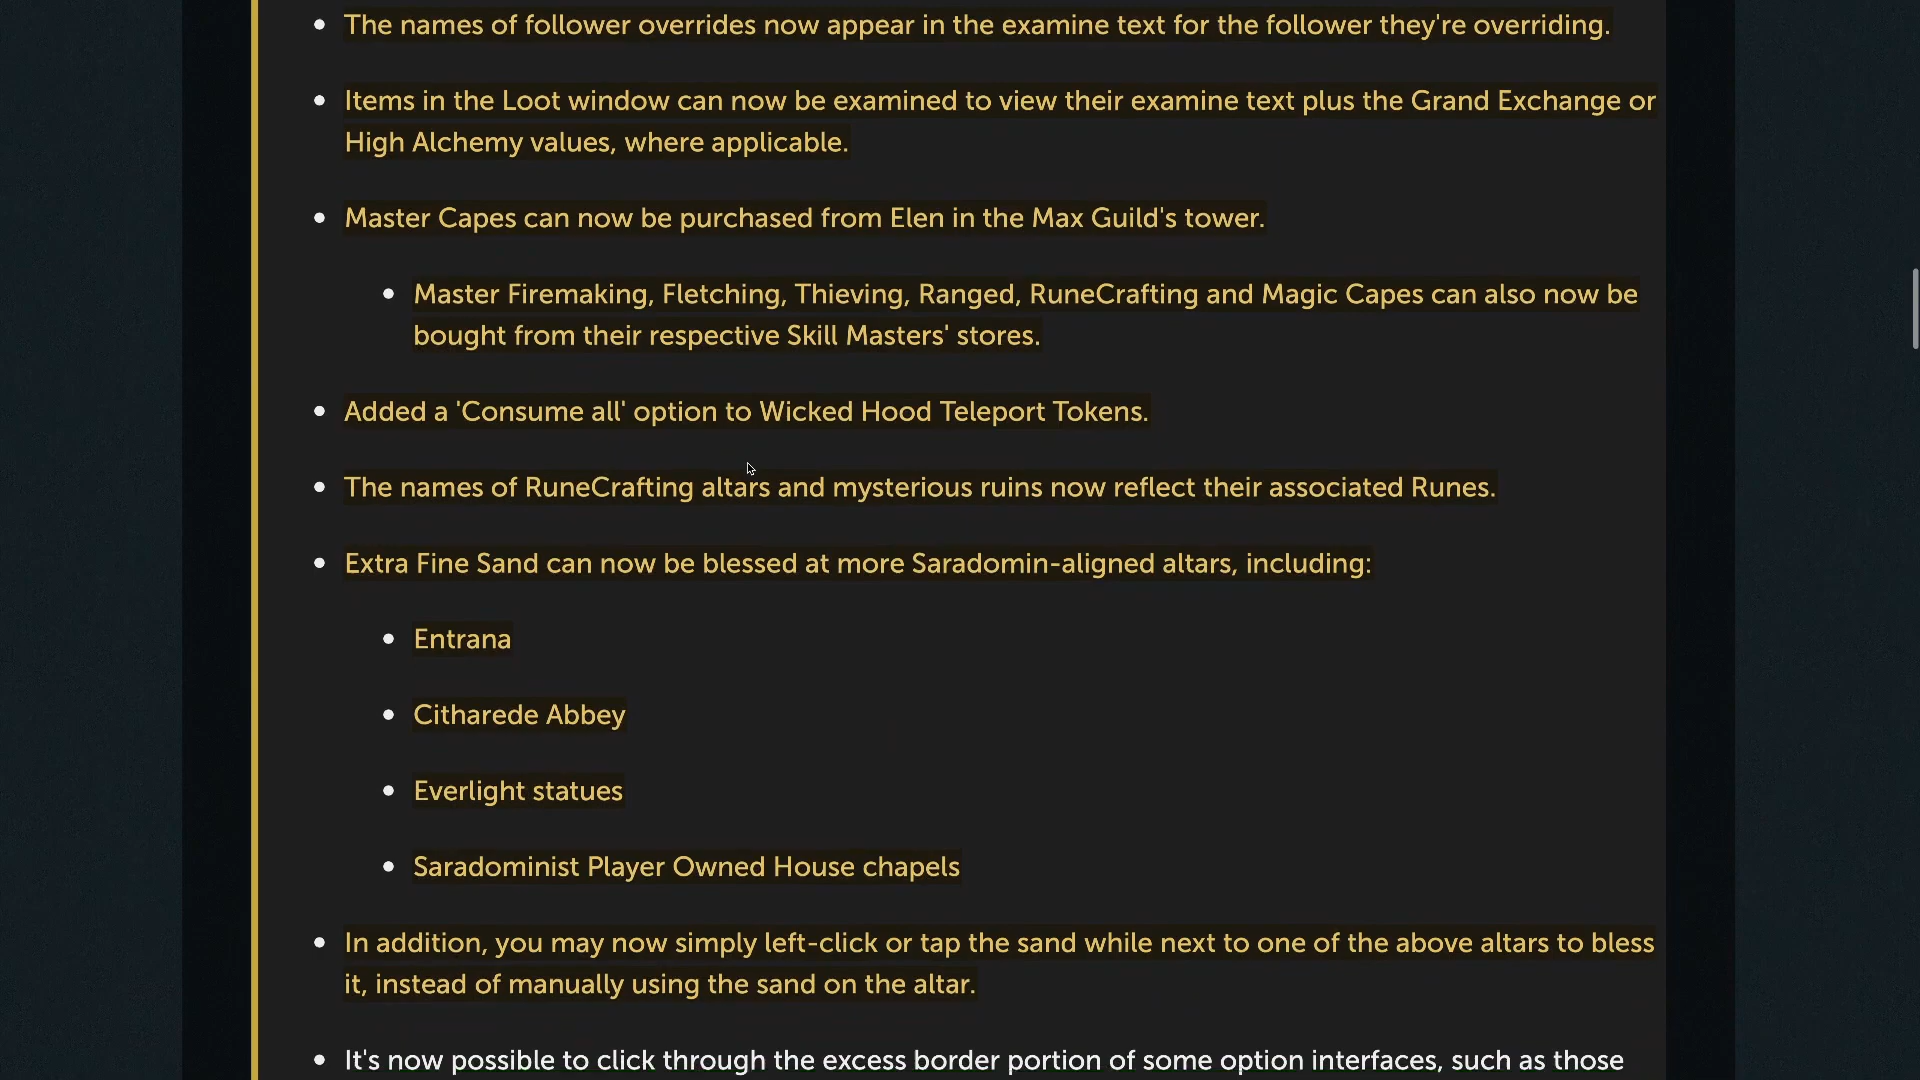 The names of follower overrides now appear in the examine text for the follower they're overriding.
Items in the Loot window can now be examined to view their examine text plus the Grand Exchange or
High Alchemy values, where applicable.
Master Capes can now be purchased from Elen in the Max Guild's tower.
Master Firemaking, Fletching, Thieving, Ranged, RuneCrafting and Magic Capes can also now be
bought from their respective Skill Masters' stores.
Added a 'Consume all' option to Wicked Hood Teleport Tokens.
The names of RuneCrafting altars and mysterious ruins now reflect their associated Runes.
Extra Fine Sand can now be blessed at more Saradomin-aligned altars, including:
Entrana
Citharede Abbey
Everlight statues
Saradominist Player Owned House chapels
In addition, you may now simply left-click or tap the sand while next to one of the above altars to bless
it, instead of manually using the sand on the altar.
It's now possible to click through the excess border portion of some option interfaces, such as those